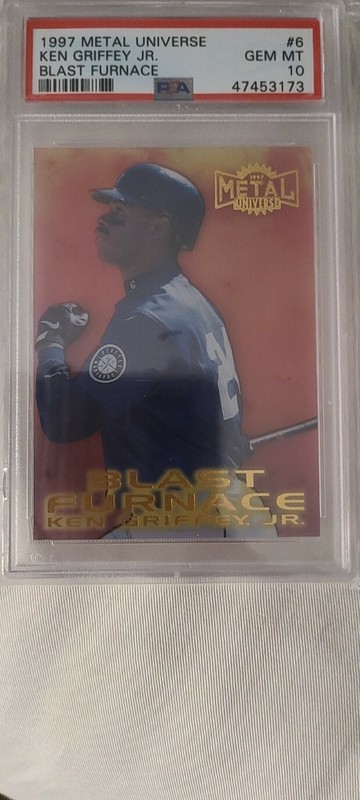 1997 METAL UNIVERSE #6
KEN GRIFFEY JR. GEM MT
BLAST FURNACE PSA 10
47453173
1997
METAL
UNIVERSE
2
BLAST
FURNACE
KEN GRIFFEY, JR.